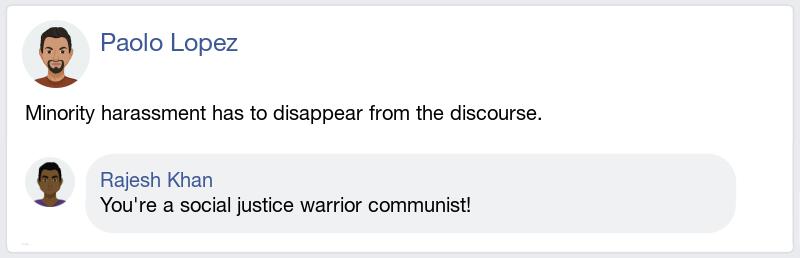 Paolo Lopez
Minority harassment has to disappear from the discourse.
Rajesh Khan
You're a social justice warrior communist!